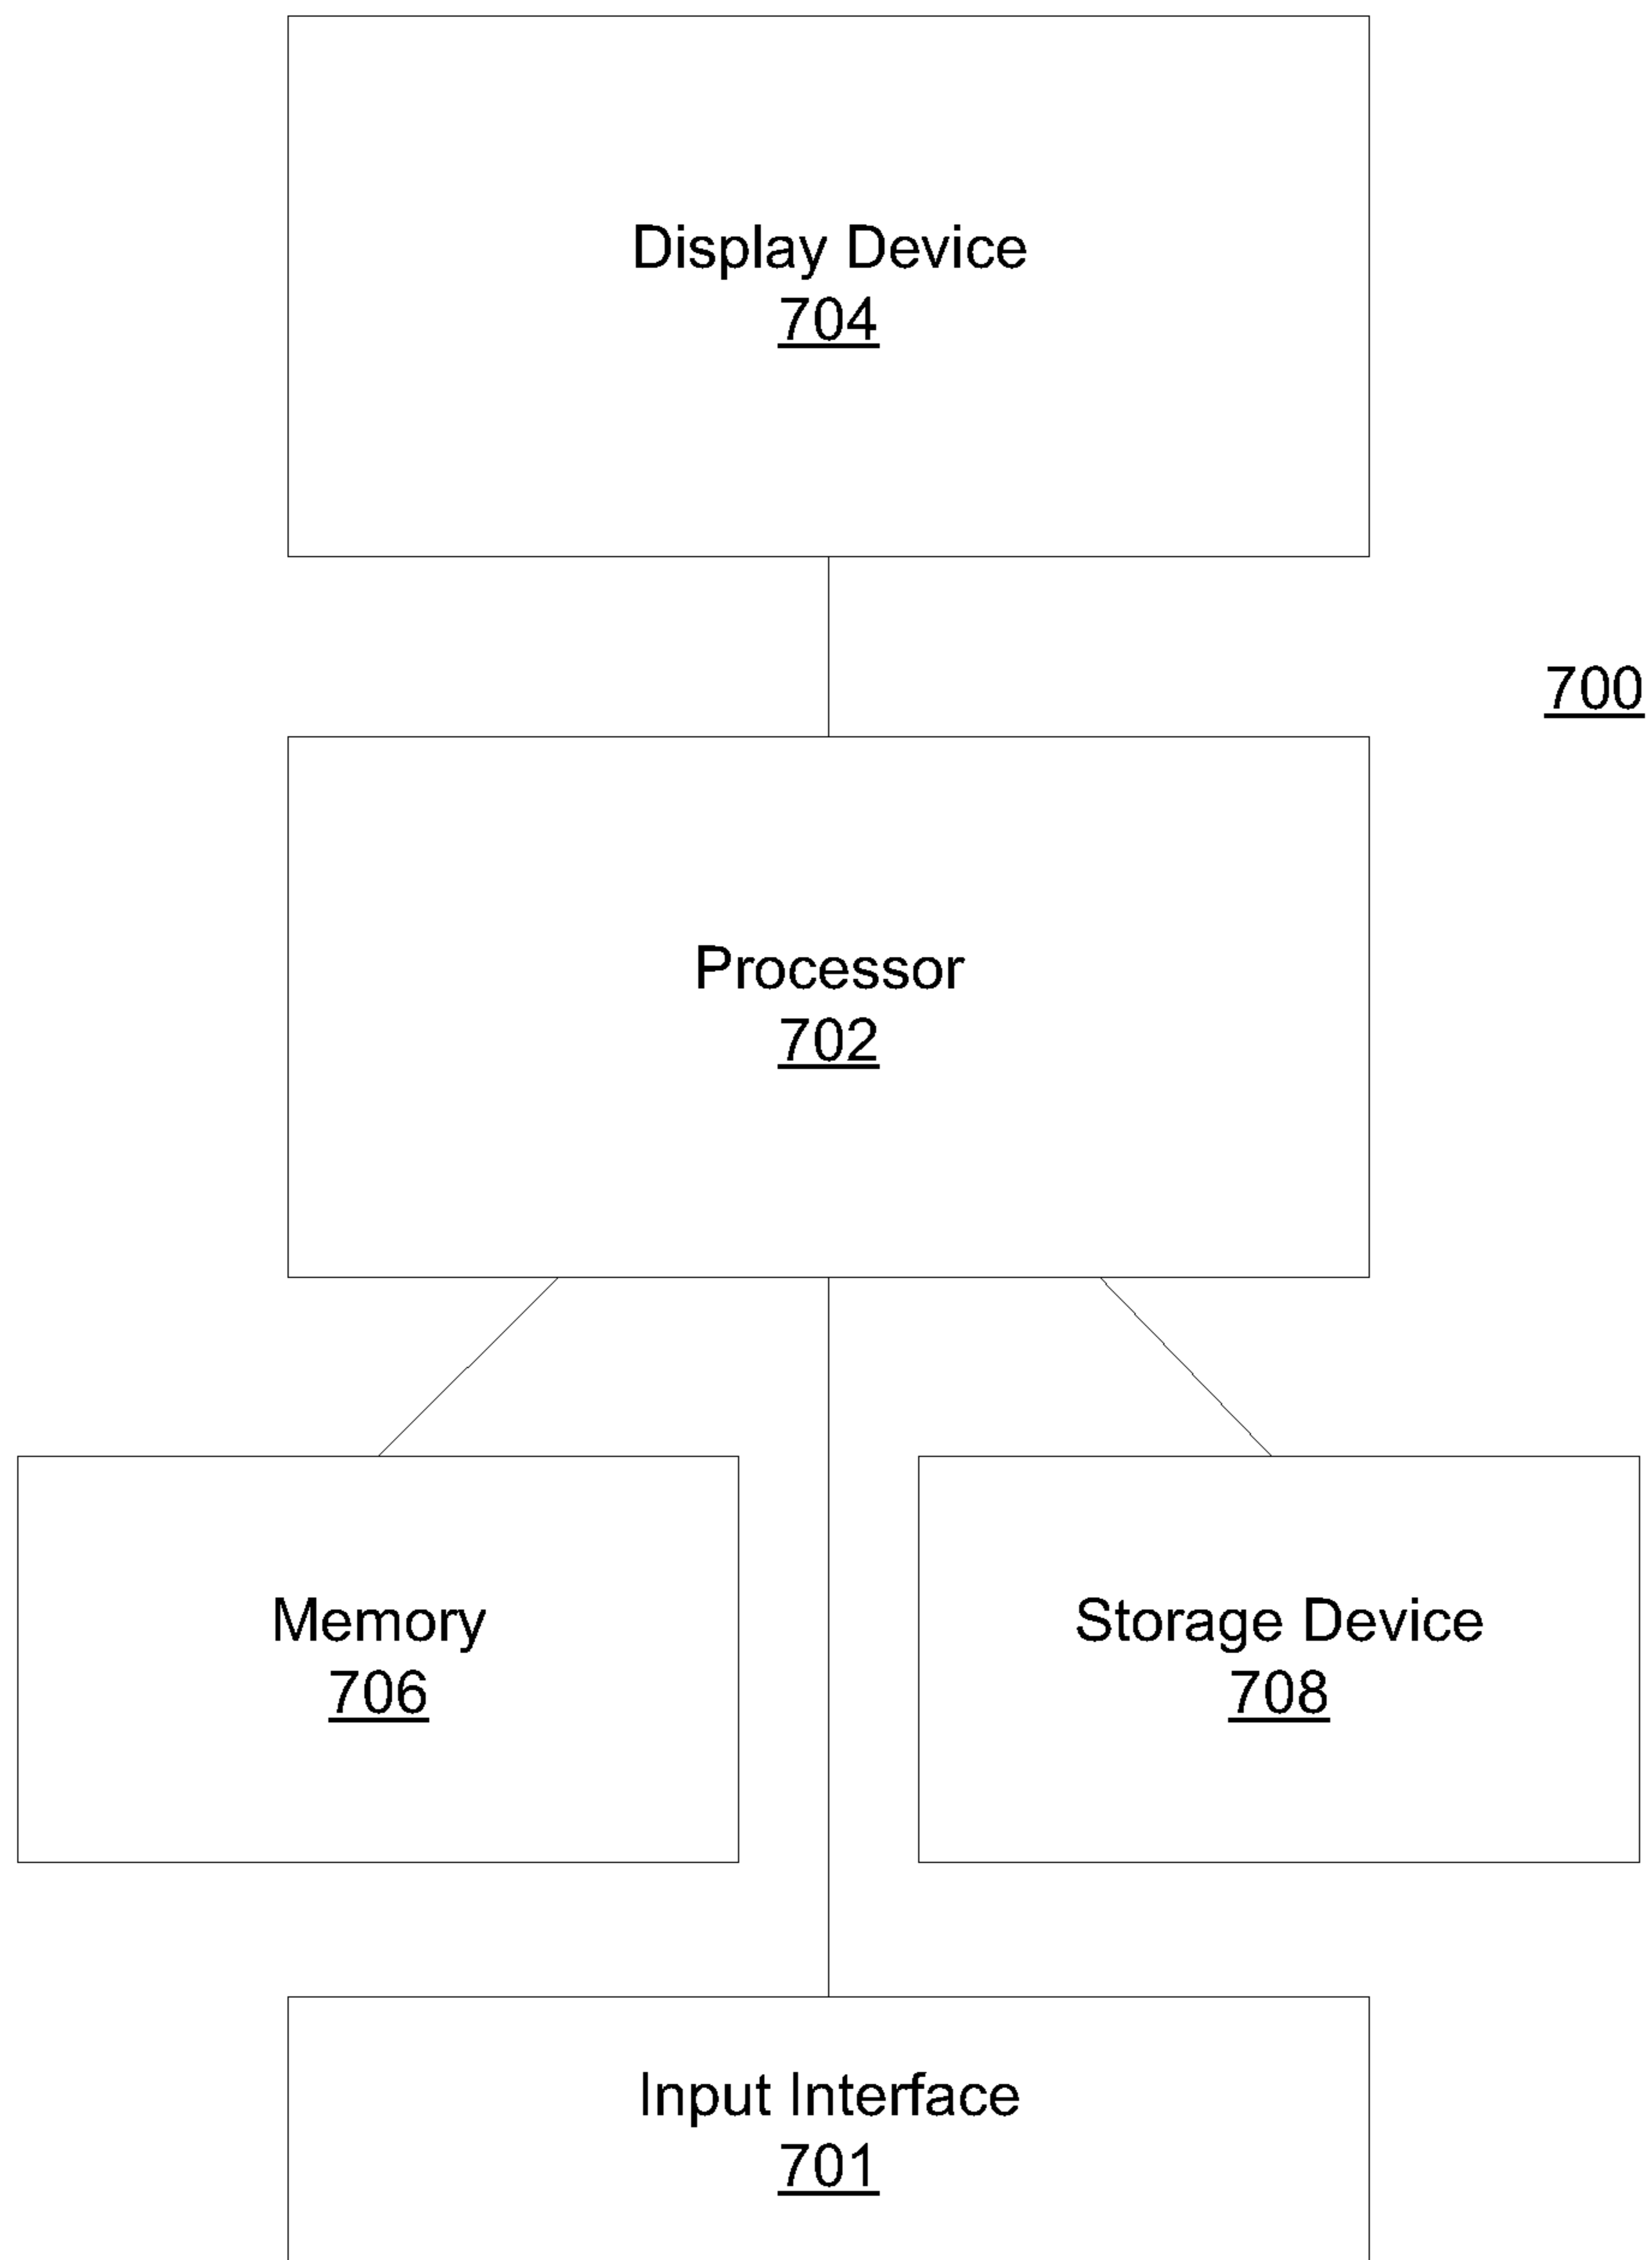 Display Device
704
700
Processor
702
Memory
706
Storage Device
708
Input Interface
701